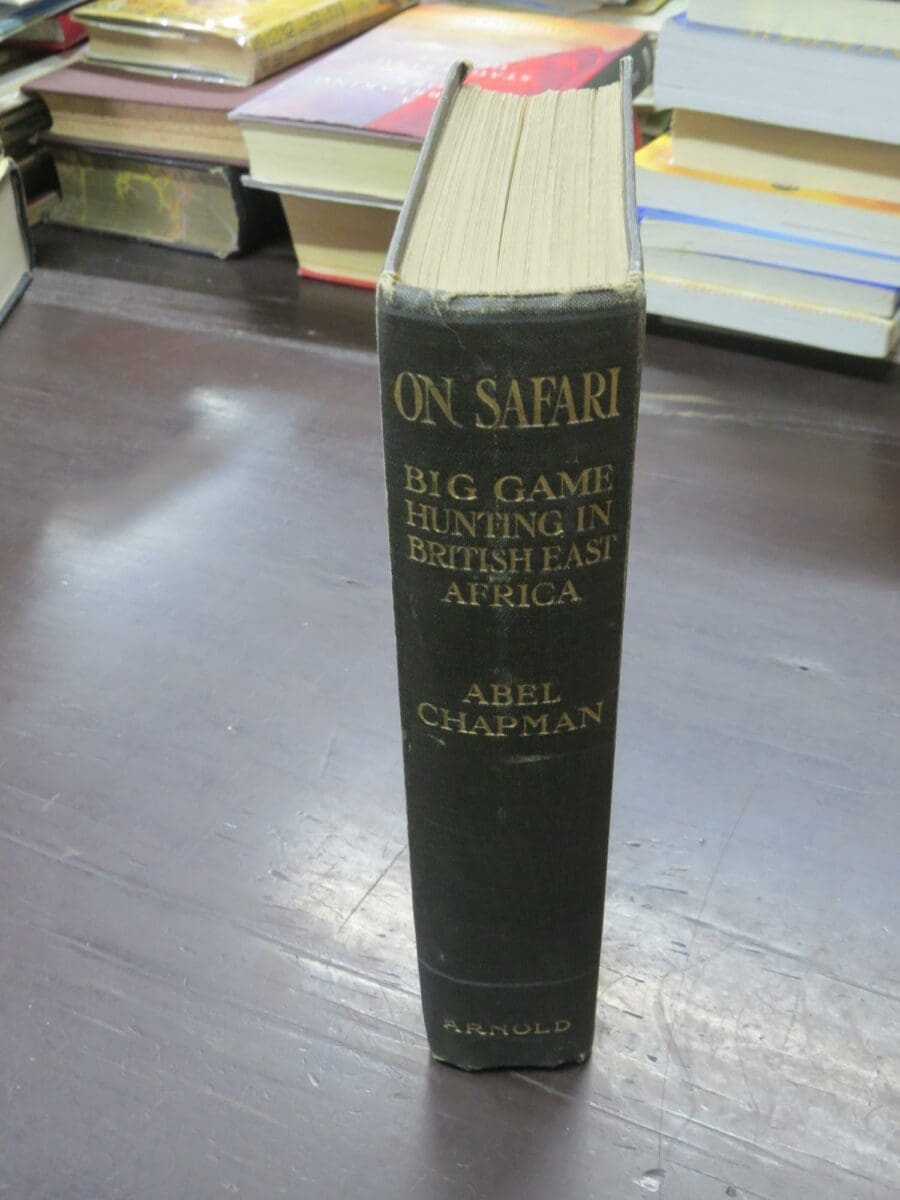 ON SAFARI
BIG GAME
HUNTING IN
BRITISH EAST
AFRICA
ABEL
CHAPMAN
ARNOLD